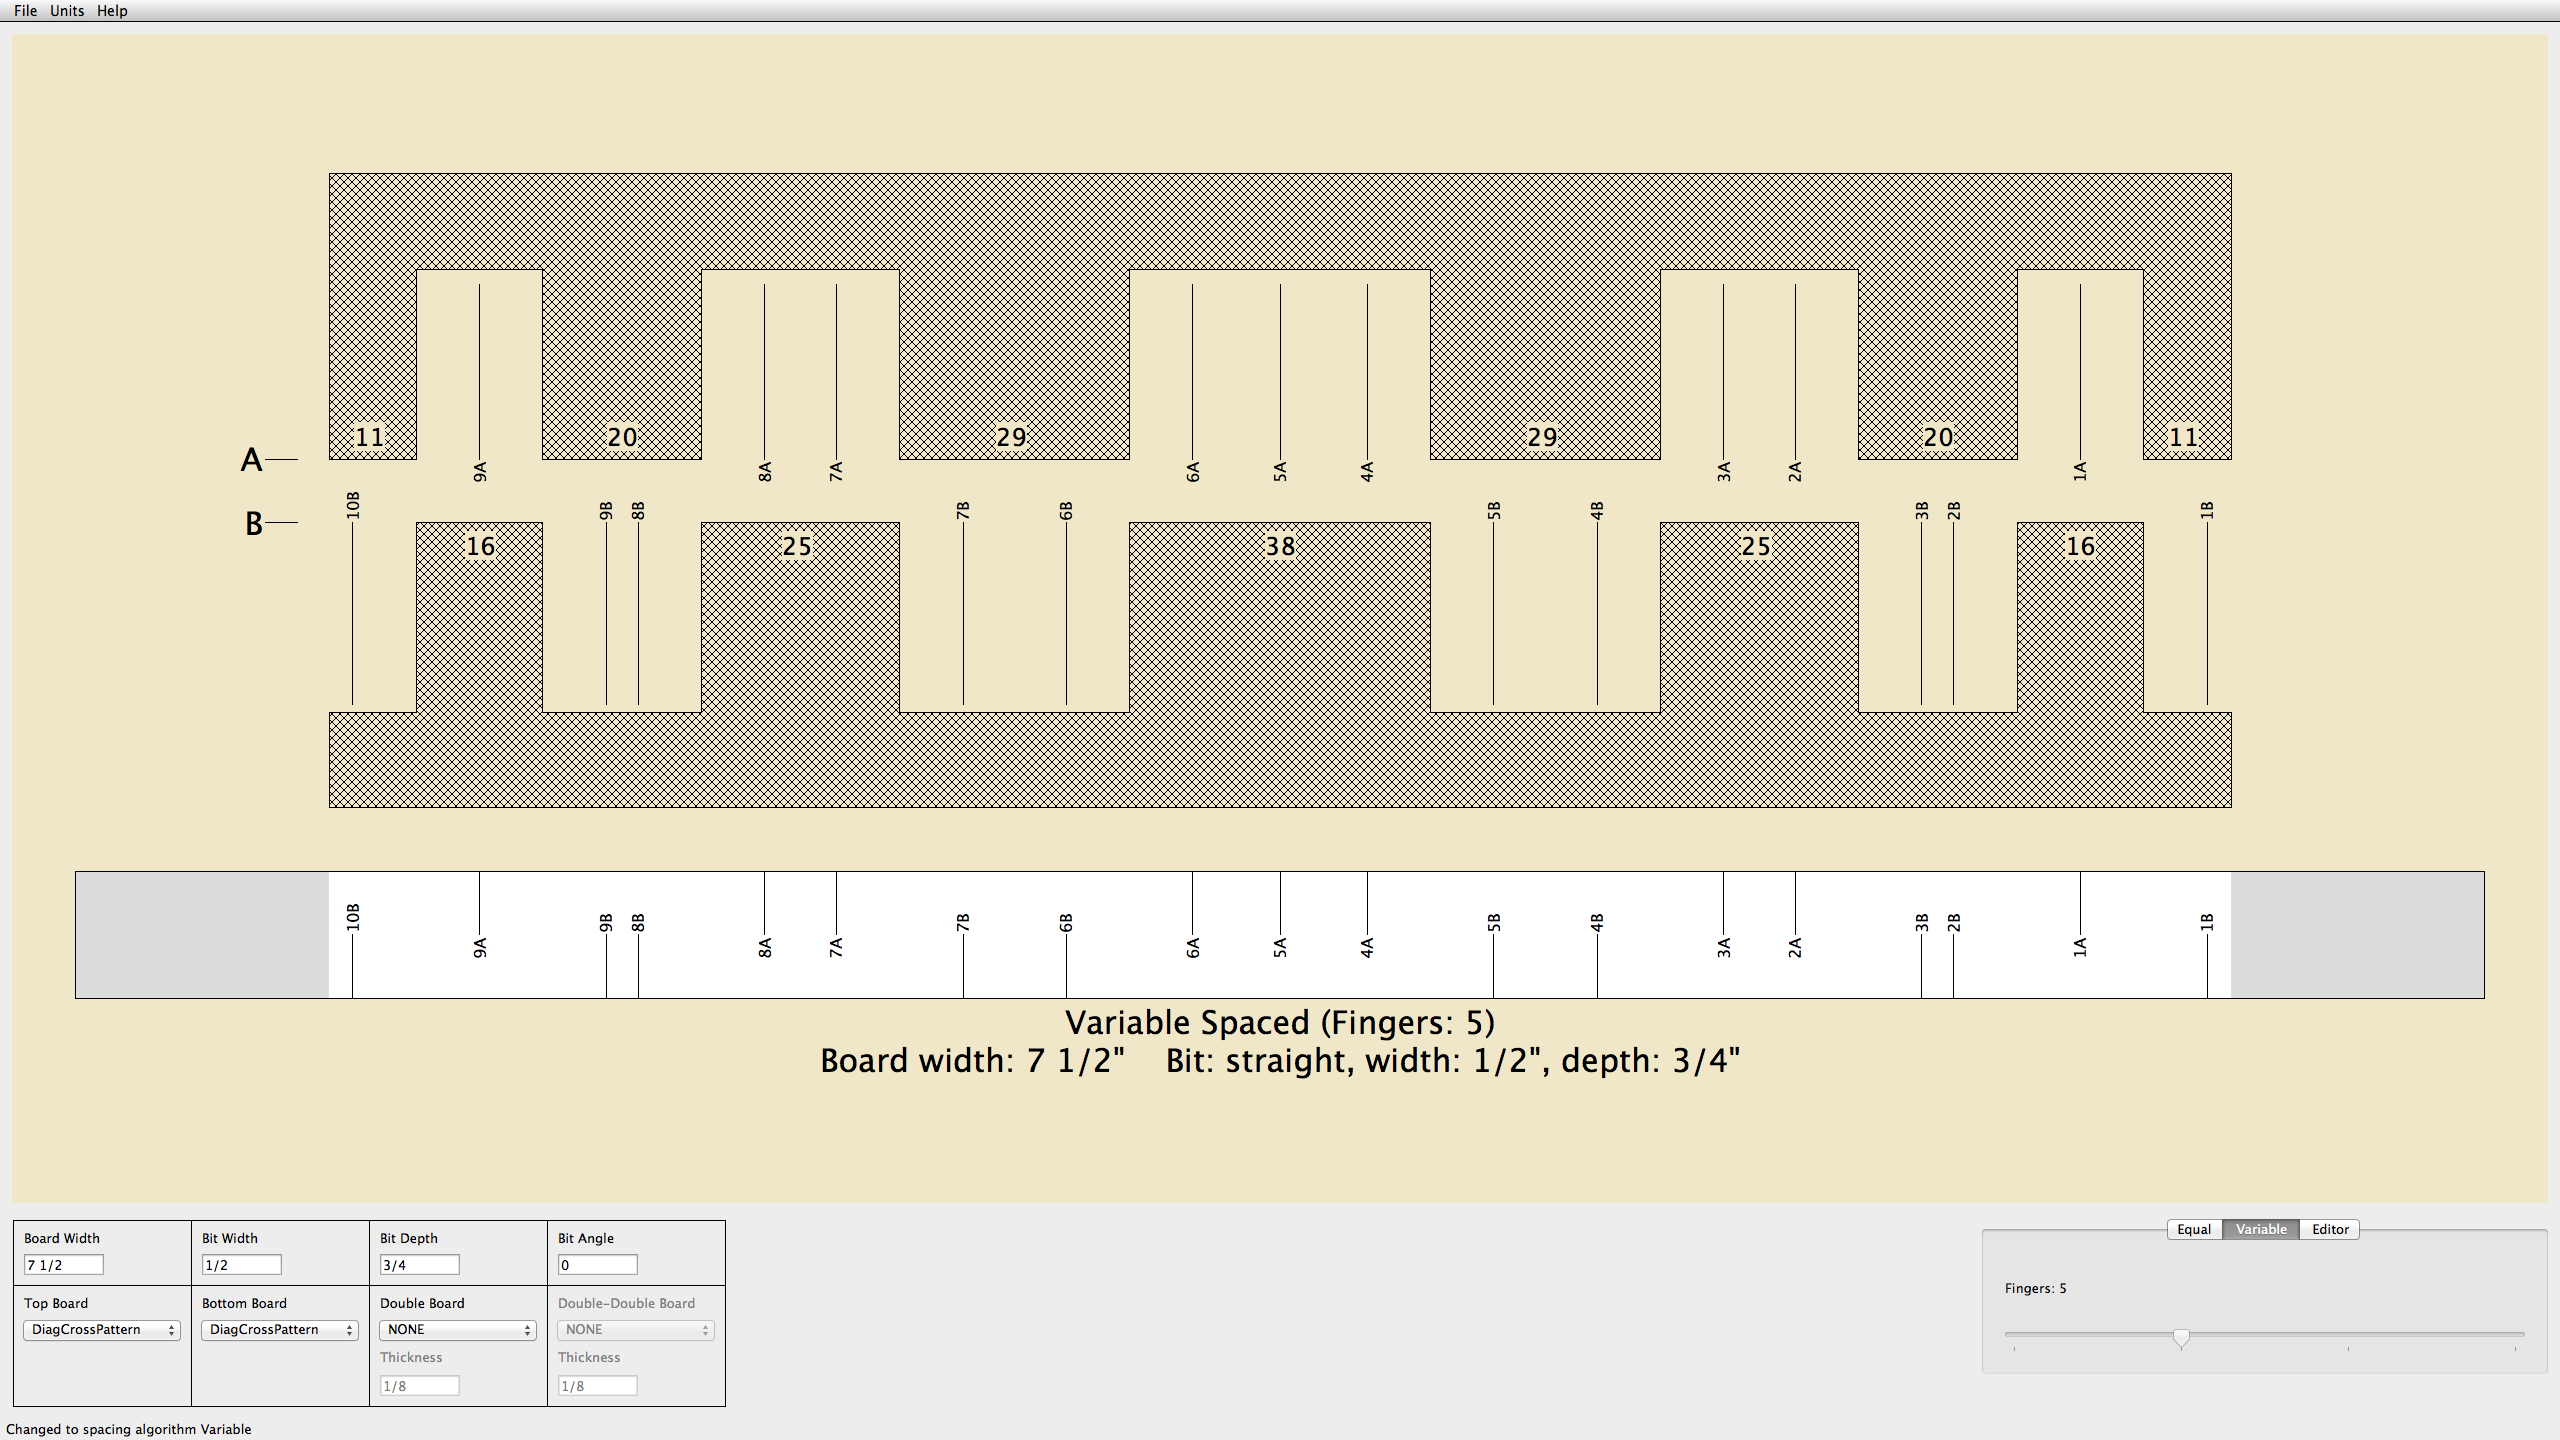 File Units Help
11 20 29 29 20 11
A
9A 8A 7A 6A 5A 4A 3A 2A 1A
10B 9B 8B 7B 6B 5B 4B 3B 2B 1B
B
16 25 38 25 16
10B 9B 8B 7B 6B 5B 4B 3B 2B 1B
9A 8A 7A 6A 5A 4A 3A 2A 1A
Variable Spaced (Fingers: 5)
Board width: 7 1/2" Bit: straight, width: 1/2", depth: 3/4"
Equal Variable Editor
Board Width Bit Width Bit Depth Bit Angle
7 1/2 1/2 3/4 0
Fingers: 5
Top Board Bottom Board Double Board Double-Double Board
DiagCrossPattern DiagCrossPattern NONE NONE
Thickness Thickness
1/8 1/8
Changed to spacing algorithm Variable